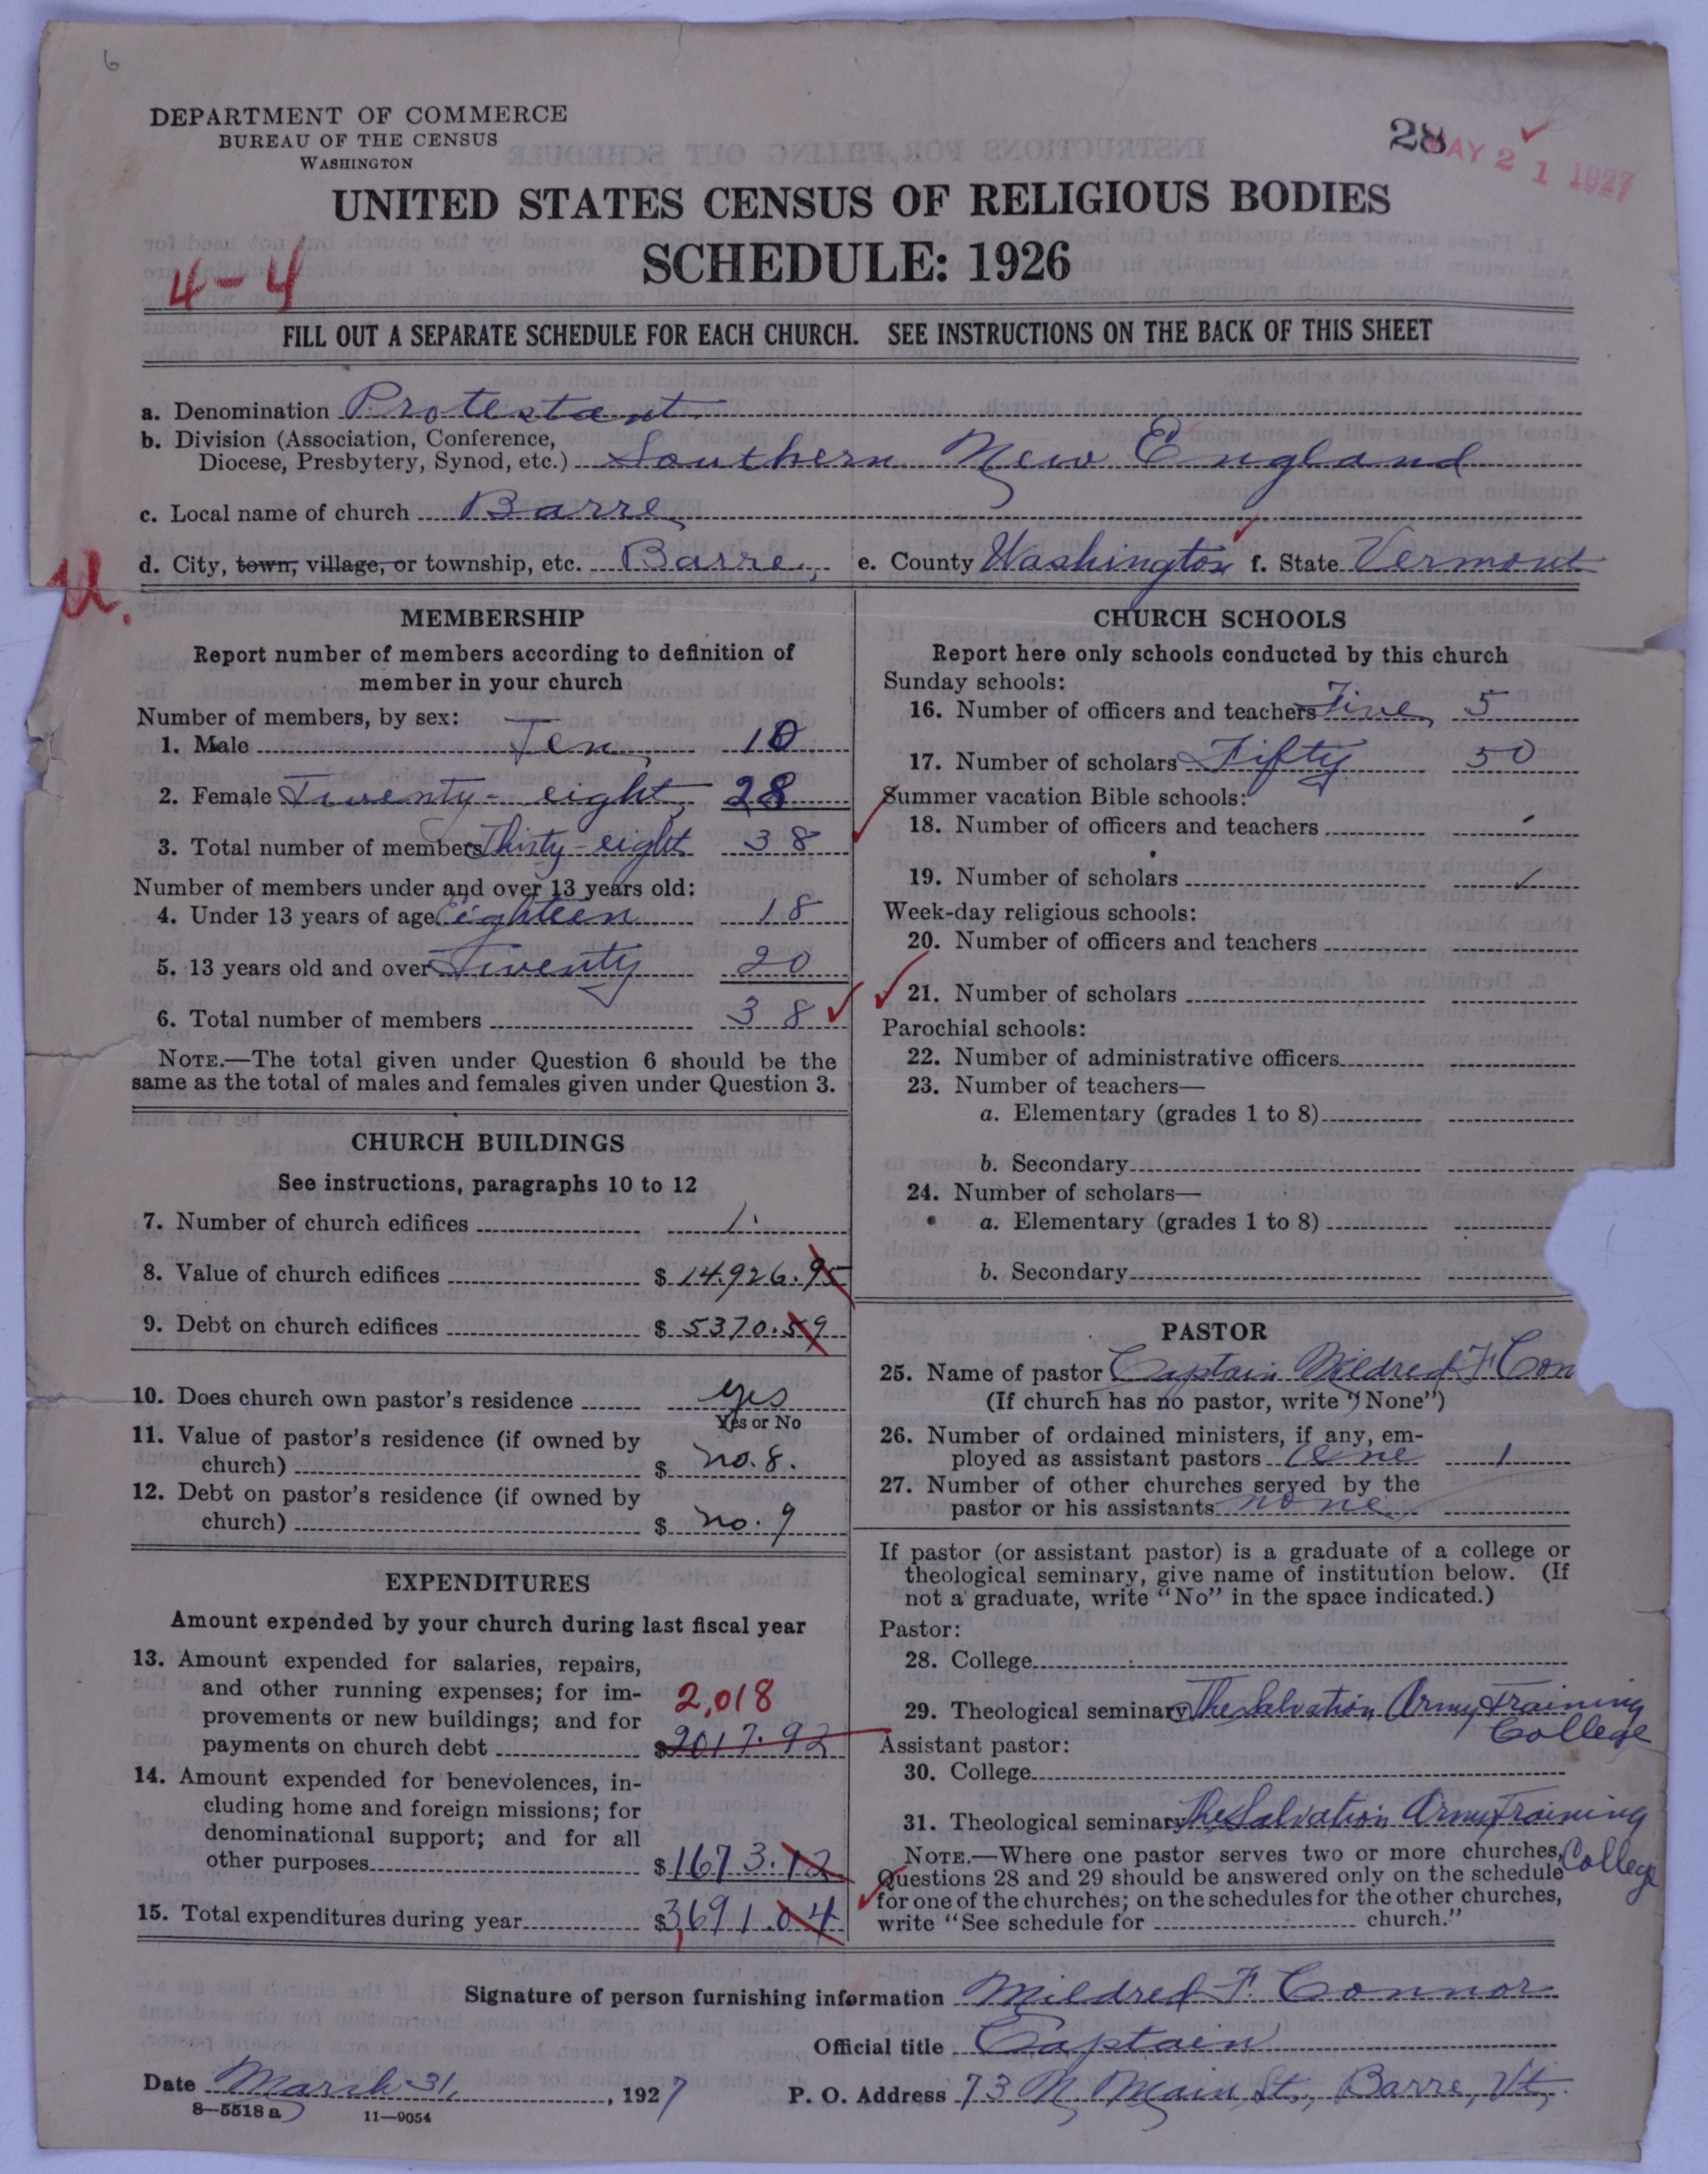 6
DEPARTMENT OF COMMERCE
BUREAU OF THE CENSUS
WASHINGTON
28
MAY 21 1927
UNITED STATES CENSUS OF RELIGIOUS BODIES
SCHEDULE: 1926
4-4
FILL OUT A SEPARATE SCHEDULE FOR EACH CHURCH. SEE INSTRUCTIONS ON THE BACK OF THIS SHEET
a. Denomination Protestant
b. Division (Association, Conference,
Diocese, Presbytery, Synod, etc.) Southern New England
c. Local name of church Barre,
d. City, town, village, or township, etc. Barre, e. County Washington f. State Vermont
U.
MEMBERSHIP
Report number of members according to definition of
member in your church
Number of members, by sex:
1. Male Ten, 10
2. Female Twenty-eight, 28
3. Total number of members Thirty-eight 38
Number of members under and over 13 years old:
4. Under 13 years of age Eighteen 18
5. 13 years old and over Twenty 20
6. Total number of members 38
NOTE.—The total given under Question 6 should be the
same as the total of males and females given under Question 3.
CHURCH BUILDINGS
See instructions, paragraphs 10 to 12
7. Number of church edifices 1.
8. Value of church edifices $ 14.926.95
9. Debt on church edifices $ 5370.59
10. Does church own pastor's residence yes
Yes or No
11. Value of pastor's residence (if owned by
church) $ no. 8.
12. Debt on pastor's residence (if owned by
church) $ no. 9
EXPENDITURES
Amount expended by your church during last fiscal year
13. Amount expended for salaries, repairs,
and other running expenses; for im-
2,018
provements or new buildings; and for
payments on church debt $2017.92
14. Amount expended for benevolences, in-
cluding home and foreign missions; for
denominational support; and for all
other purposes $1673.12
15. Total expenditures during year $3,691.04
CHURCH SCHOOLS
Report here only schools conducted by this church
Sunday schools:
16. Number of officers and teachers Five, 5
17. Number of scholars Fifty 50
Summer vacation Bible schools:
18. Number of officers and teachers
19. Number of scholars
Week-day religious schools:
20. Number of officers and teachers
21. Number of scholars
Parochial schools:
22. Number of administrative officers
23. Number of teachers—
a. Elementary (grades 1 to 8)
b. Secondary
24. Number of scholars—
a. Elementary (grades 1 to 8)
b. Secondary
PASTOR
25. Name of pastor Captain Mildred F Con
(If church has no pastor, write "None")
26. Number of ordained ministers, if any, em-
ployed as assistant pastors One 1
27. Number of other churches served by the
pastor or his assistants none
If pastor (or assistant pastor) is a graduate of a college or
theological seminary, give name of institution below. (If
not a graduate, write "No" in the space indicated.)
Pastor:
28. College
29. Theological seminary The Salvation Army Training
College
Assistant pastor:
30. College
31. Theological seminary The Salvation Army Training
College
NOTE.—Where one pastor serves two or more churches,
Questions 28 and 29 should be answered only on the schedule
for one of the churches; on the schedules for the other churches,
write "See schedule for church."
Signature of person furnishing information Mildred F. Connor
Official title Captain
Date March 31, 1927 P. O. Address 73 N. Main St., Barre, Vt,
8—5518 a 11—9054